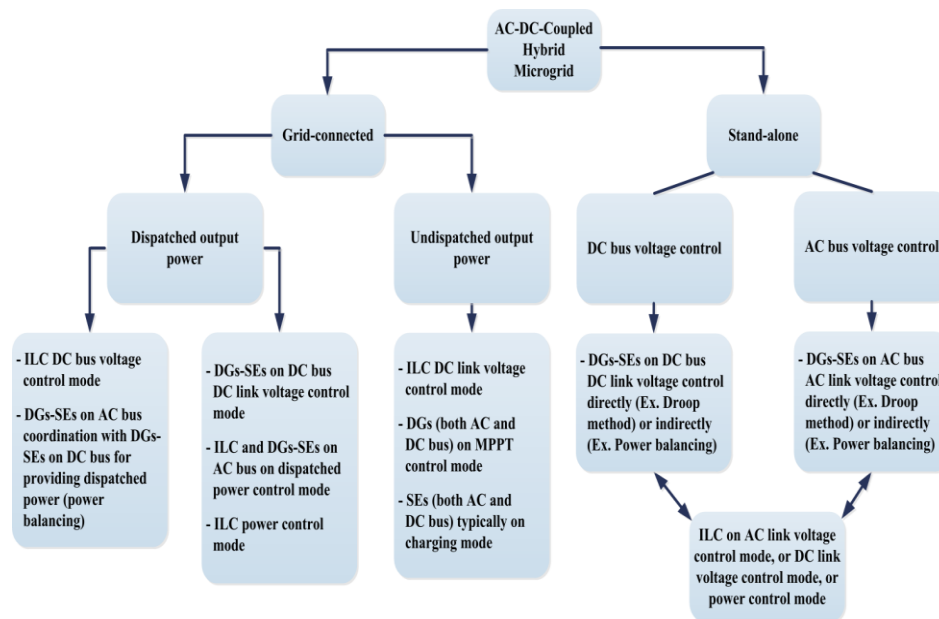 AC-DC-Coupled
Hybrid
Microgrid
Grid-connected
Stand-alone
Dispatched output
power
Undispatched output
power
DC bus voltage control
AC bus voltage control
- ILC DC bus voltage
control mode
- DGs-SEs on AC bus
coordination with DGs-
SEs on DC bus for
providing dispatched
power (power
balancing)
- DGs-SEs on DC bus
DC link voltage control
mode
- ILC and DGs-SEs on
AC bus on dispatched
power control mode
- ILC power control
mode
- ILC DC link voltage
control mode
- DGs (both AC and
DC bus) on MPPT
control mode
- SEs (both AC and
DC bus) typically on
charging mode
- DGs-SEs on DC bus
DC link voltage control
directly (Ex. Droop
method) or indirectly
(Ex. Power balancing)
- DGs-SEs on AC bus
AC link voltage control
directly (Ex. Droop
method) or indirectly
(Ex. Power balancing)
ILC on AC link voltage
control mode, or DC link
voltage control mode, or
power control mode